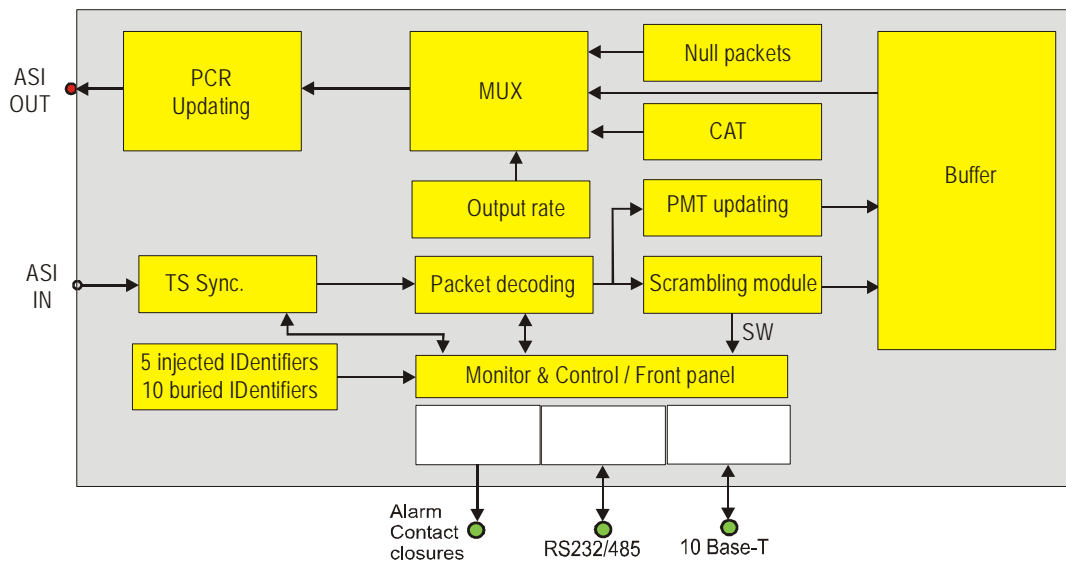 ASI
OUT
PCR
Updating
MUX
Null packets
CAT
Buffer
Output rate
PMT updating
ASI
IN
TS Sync.
Packet decoding
Scrambling module
SW
5 injected IDentifiers
10 buried IDentifiers
Monitor & Control / Front panel
Alarm
Contact
closures
RS232/485
10 Base-T